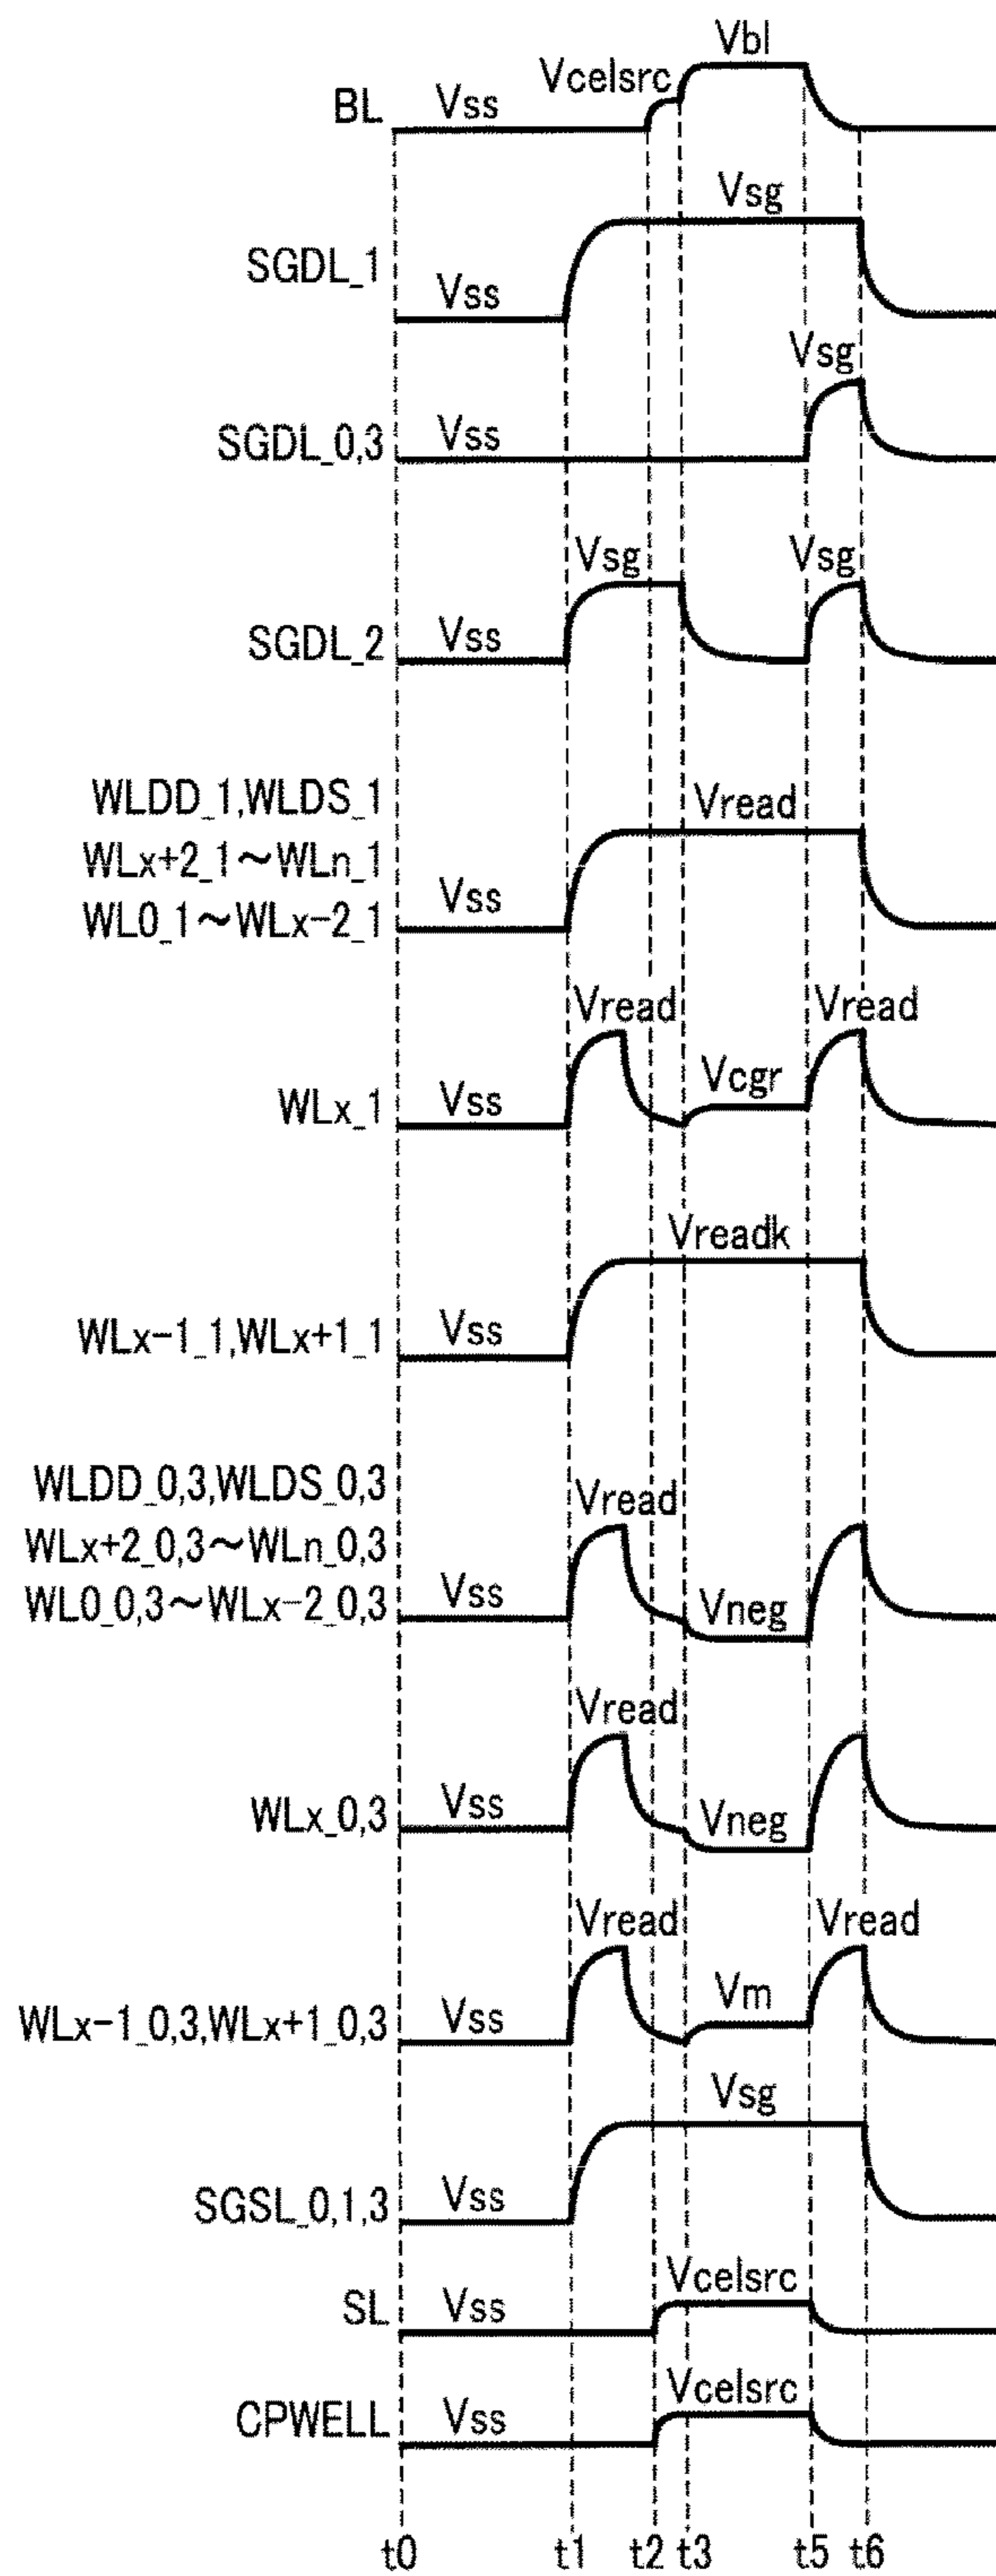 Vbl
Vcelsrc
BL Vss
Vsg
SGDL_1 Vss
Vsg
SGDL_0,3 Vss
Vsg Vsg
SGDL_2 Vss
WLDD_1,WLDS_1 Vread
WLx+2_1~WLn_1
WL0_1~WLx-2_1 Vss
Vread Vread
Vcgr
WLx_1 Vss
Vreadk
WLx-1_1,WLx+1_1 Vss
WLDD_0,3,WLDS_0,3 Vread
WLx+2_0,3~WLn_0,3
WL0_0,3~WLx-2_0,3 Vss Vneg
Vread
WLx_0,3 Vss Vneg
Vread Vread
Vm
WLx-1_0,3,WLx+1_0,3 Vss
Vsg
SGSL_0,1,3 Vss
Vcelsrc
SL Vss
Vcelsrc
CPWELL Vss
t0 t1 t2 t3 t5 t6